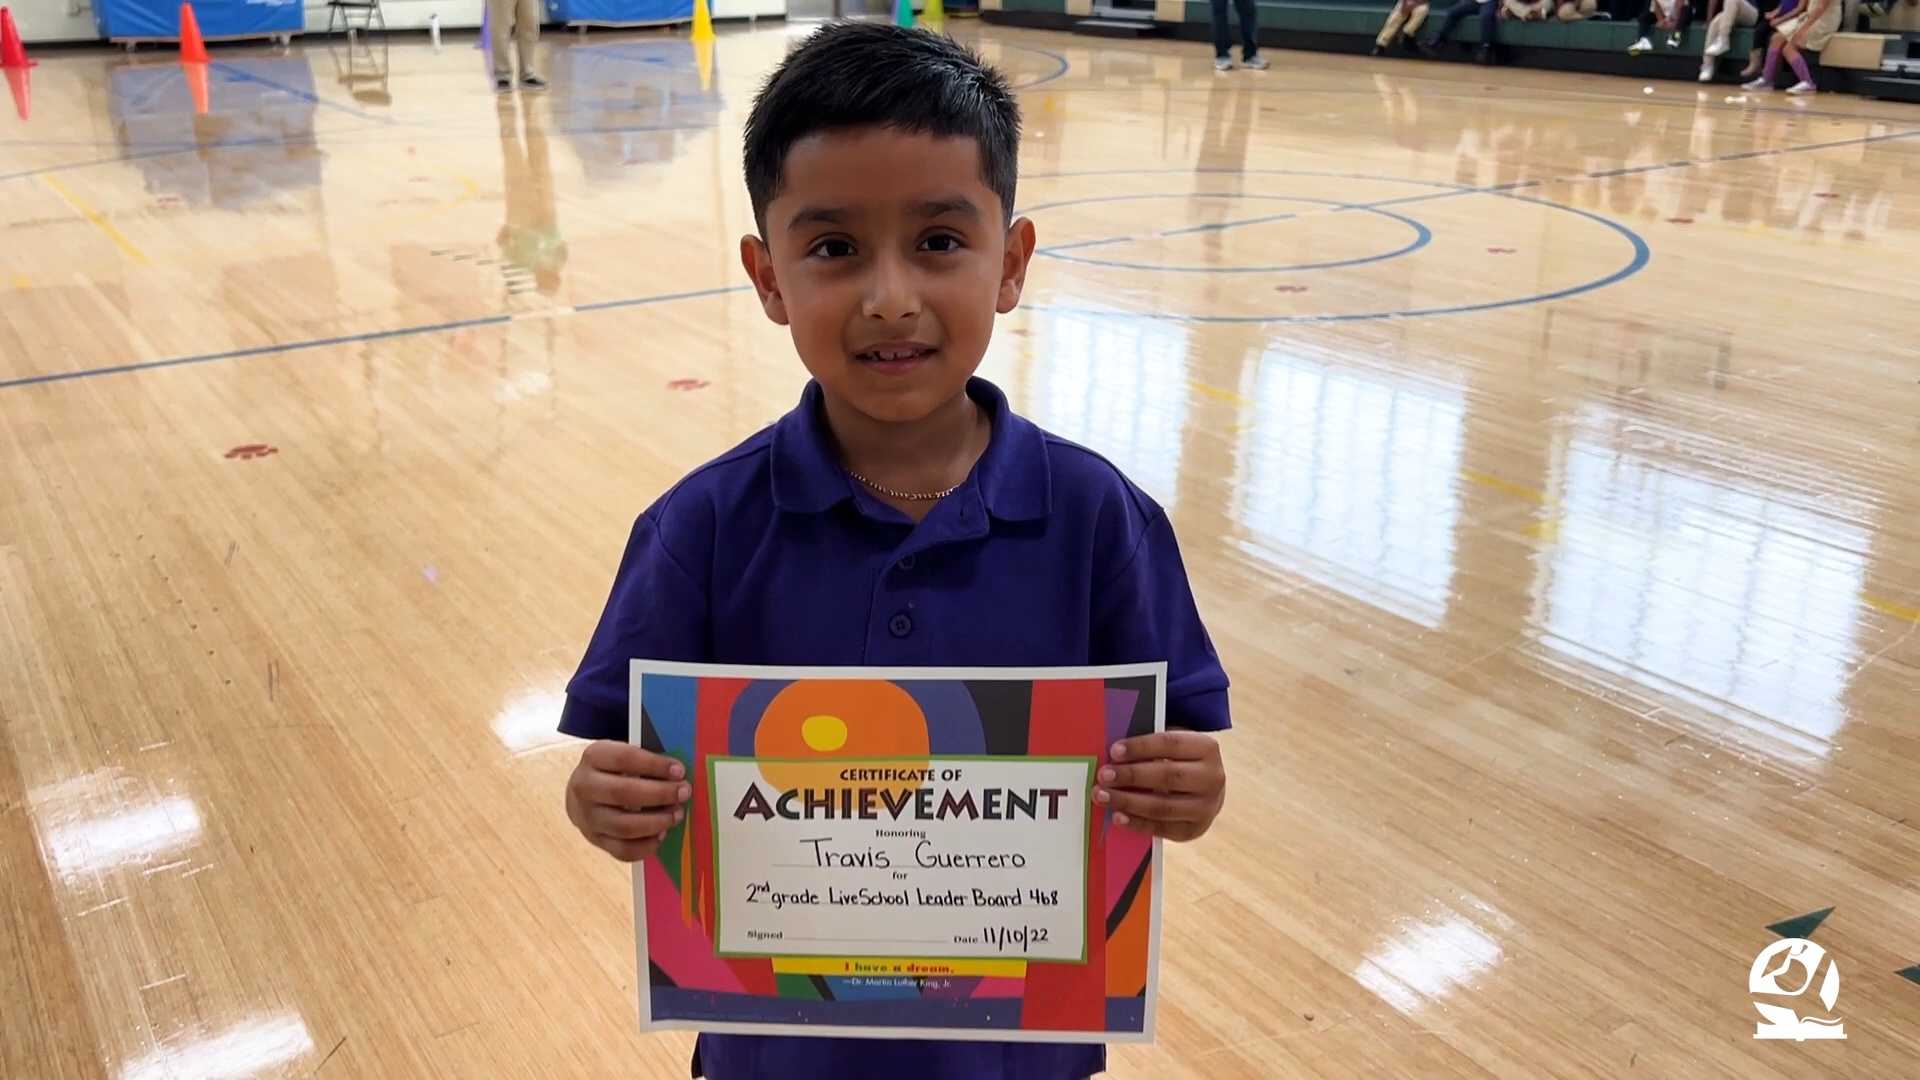 CERTIFICATE OF
ACHIEVEMENT
Honoring
Travis Guerrero
for
2nd grade LiveSchool Leader Board 468
Signed Date 11/10/22
I have a dream.
—Dr. Martin Luther King, Jr.